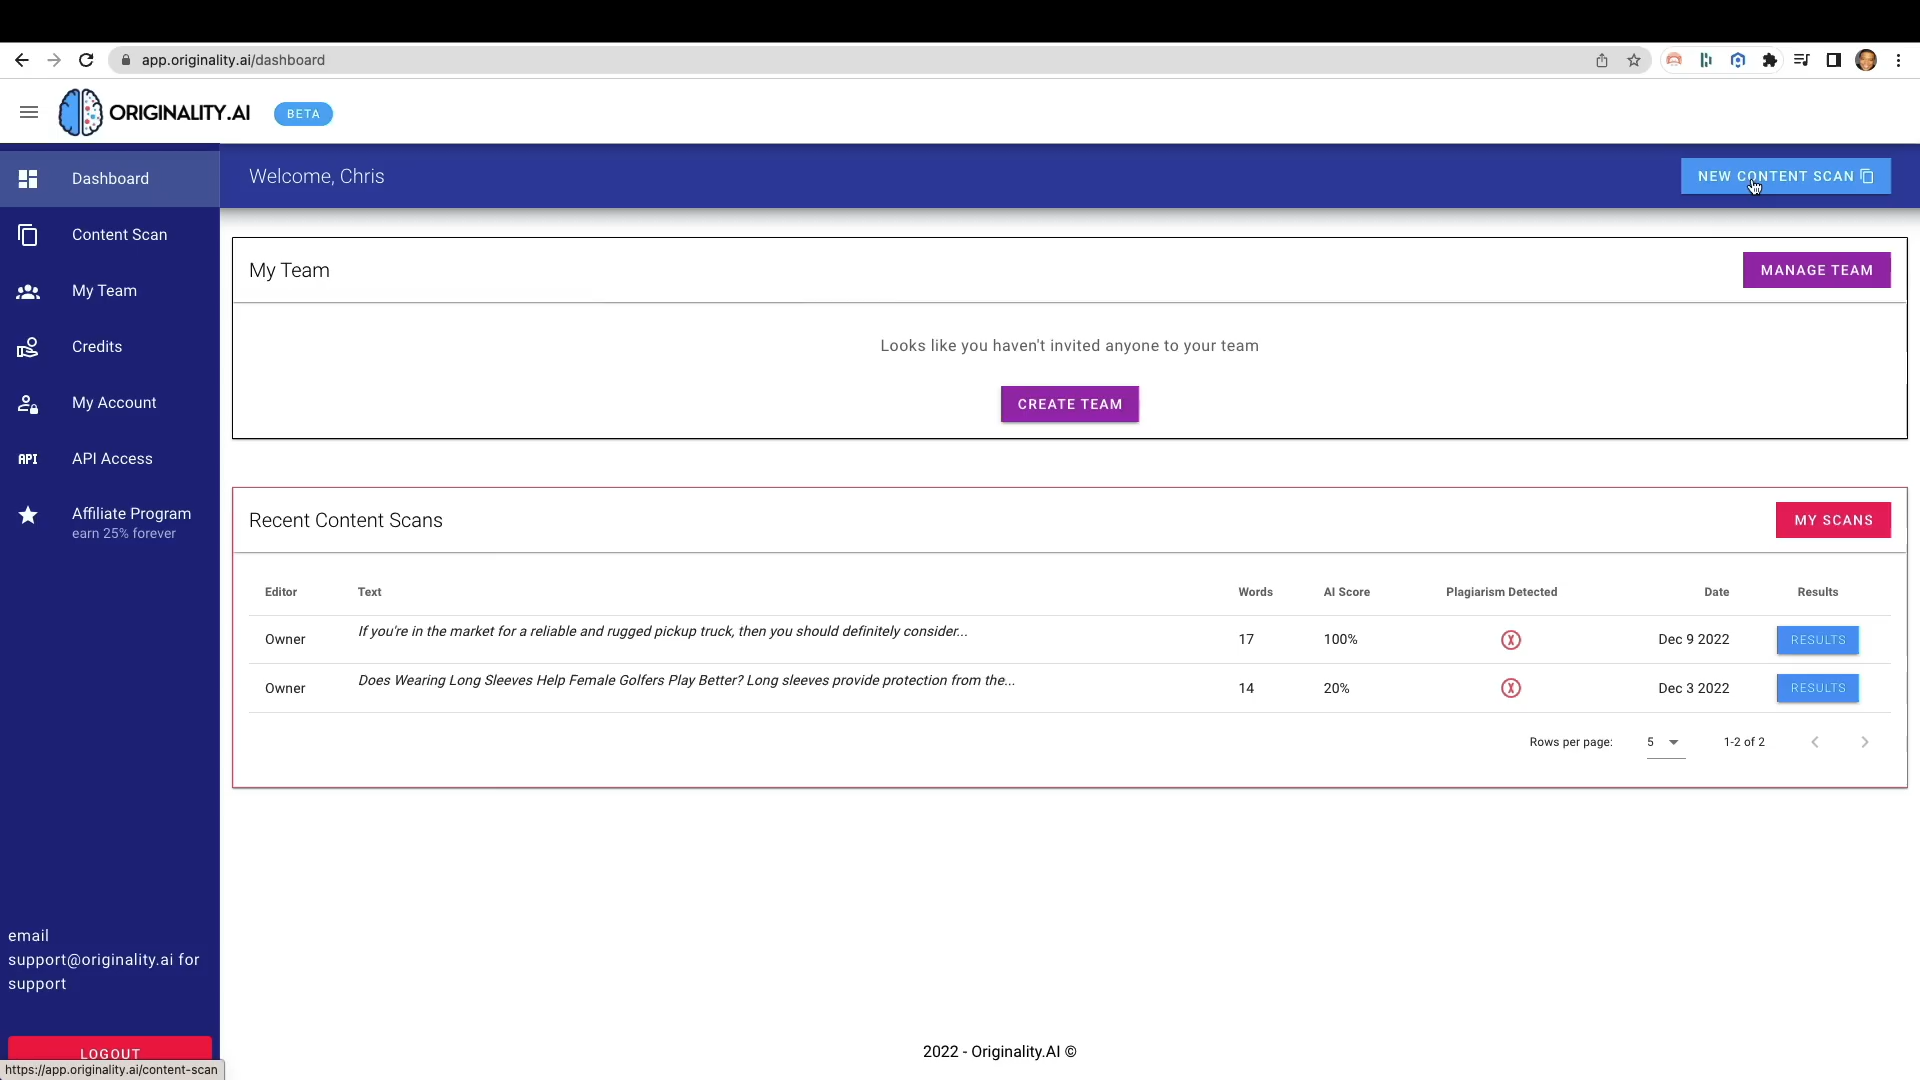 app.originality.ai/dashboard
ORIGINALITY.AI
BETA
Dashboard
Content Scan
My Team
Credits
My Account
API
API Access
Affiliate Program
earn 25% forever
email
support@originality.ai for
support
LOGOUT
https://app.originality.ai/content-scan
Welcome, Chris
NEW CONTENT SCAN
My Team
MANAGE TEAM
Looks like you haven't invited anyone to your team
CREATE TEAM
Recent Content Scans
MY SCANS
Editor Text Words AI Score Plagiarism Detected Date Results
Owner If you're in the market for a reliable and rugged pickup truck, then you should definitely consider... 17 100% Dec 9 2022 RESULTS
Owner Does Wearing Long Sleeves Help Female Golfers Play Better? Long sleeves provide protection from the... 14 20% Dec 3 2022 RESULTS
Rows per page: 5 1-2 of 2
2022 - Originality.AI ©